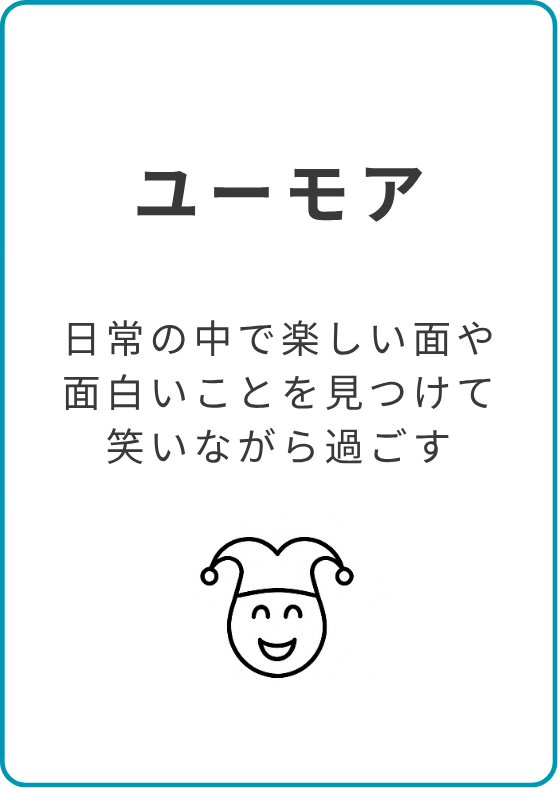 ユーモア
日常の中で楽しい面や
面白いことを見つけて
笑いながら過ごす